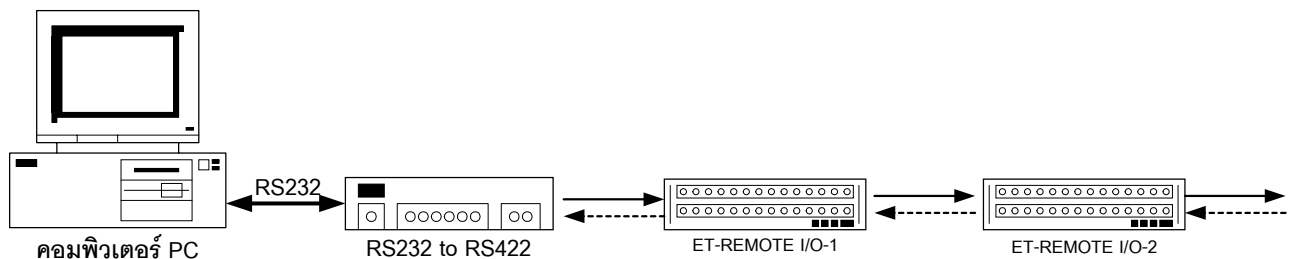 RS232
คอมพิวเตอร์ PC
RS232 to RS422
ET-REMOTE I/O-1
ET-REMOTE I/O-2